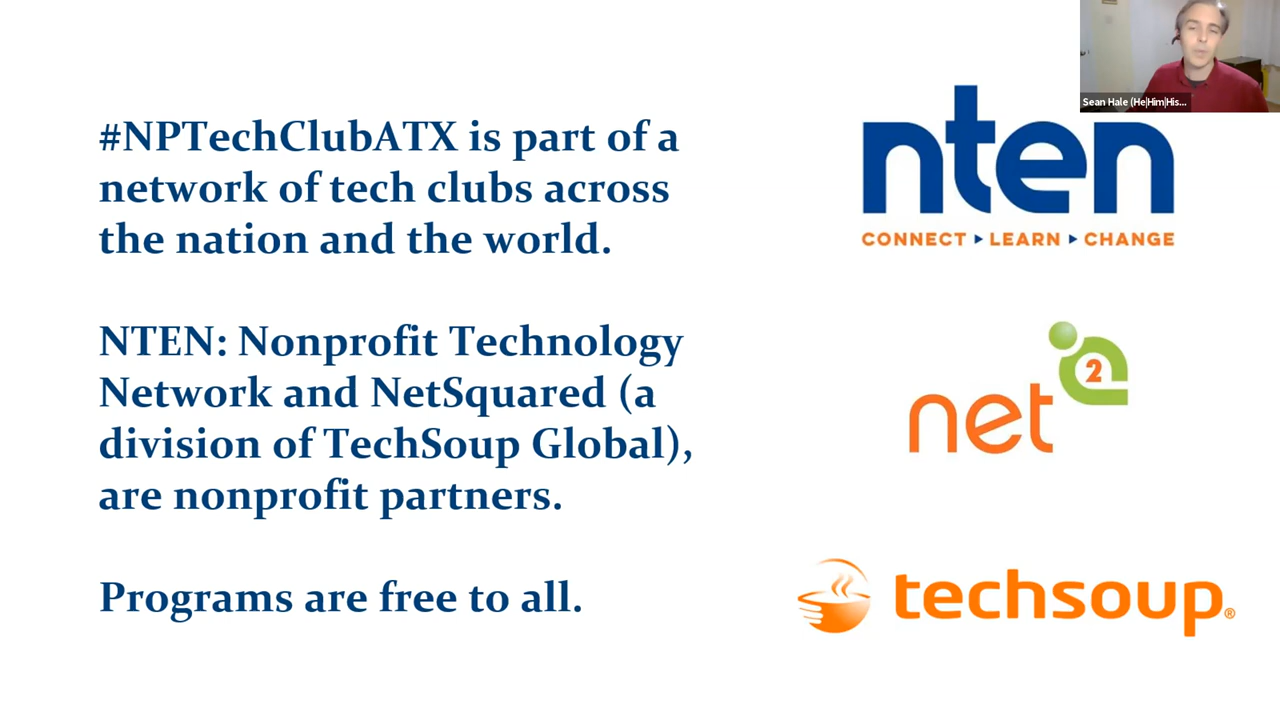 #NPTechClubATX is part of a
network of tech clubs across
the nation and the world.
NTEN: Nonprofit Technology
Network and NetSquared (a
division of TechSoup Global),
are nonprofit partners.
Programs are free to all.
Sean Hale (He|Him|His...
nten
CONNECT ▸ LEARN ▸ CHANGE
net2
techsoup®